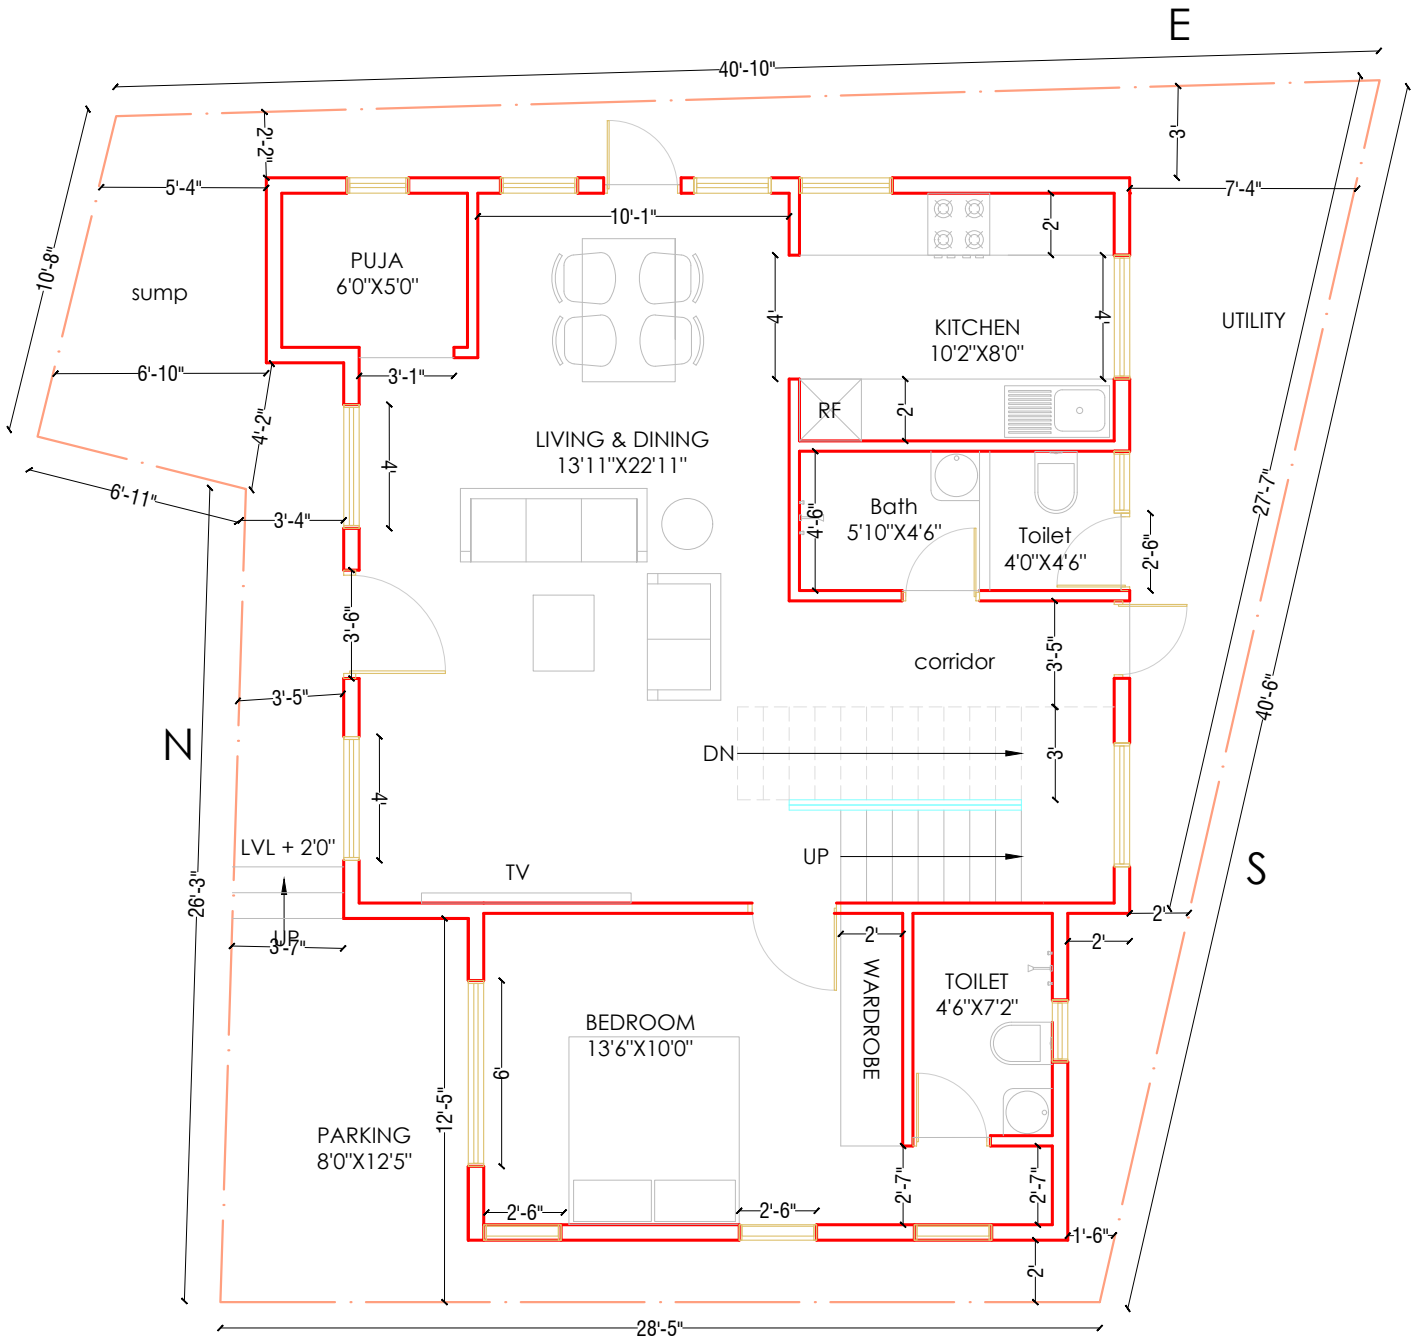 E
40'-10"
2'-2"
3'
5'-4"
7'-4"
10'-1"
2'
10'-8"
PUJA
6'0"X5'0"
sump
4'
KITCHEN
10'2"X8'0"
4'
UTILITY
6'-10"
3'-1"
4'-2"
RF
2'
LIVING & DINING
13'11"X22'11"
4'
6'-11"
3'-4"
4'-6"
Bath
5'10"X4'6"
Toilet
4'0"X4'6"
2'-6"
27'-7"
3'-6"
corridor
3'-5"
3'-5"
40'-6"
N
DN
3'
4'
LVL + 2'0"
UP
TV
S
26'-3"
UP
3'-7"
2'
2'
2'
WARDROBE
TOILET
4'6"X7'2"
BEDROOM
13'6"X10'0"
6'
12'-5"
PARKING
8'0"X12'5"
2'-7"
2'-7"
2'-6"
2'-6"
1'-6"
2'
28'-5"